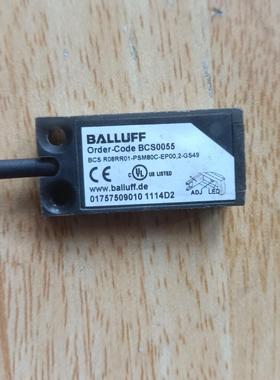 BALLUFF
Order-Code BCS0055
BCS R08RR01-PSM80C-EP00,2-GS49
CE C UL US LISTED
www.balluff.de
ADJ LED
01757509010 1114D2